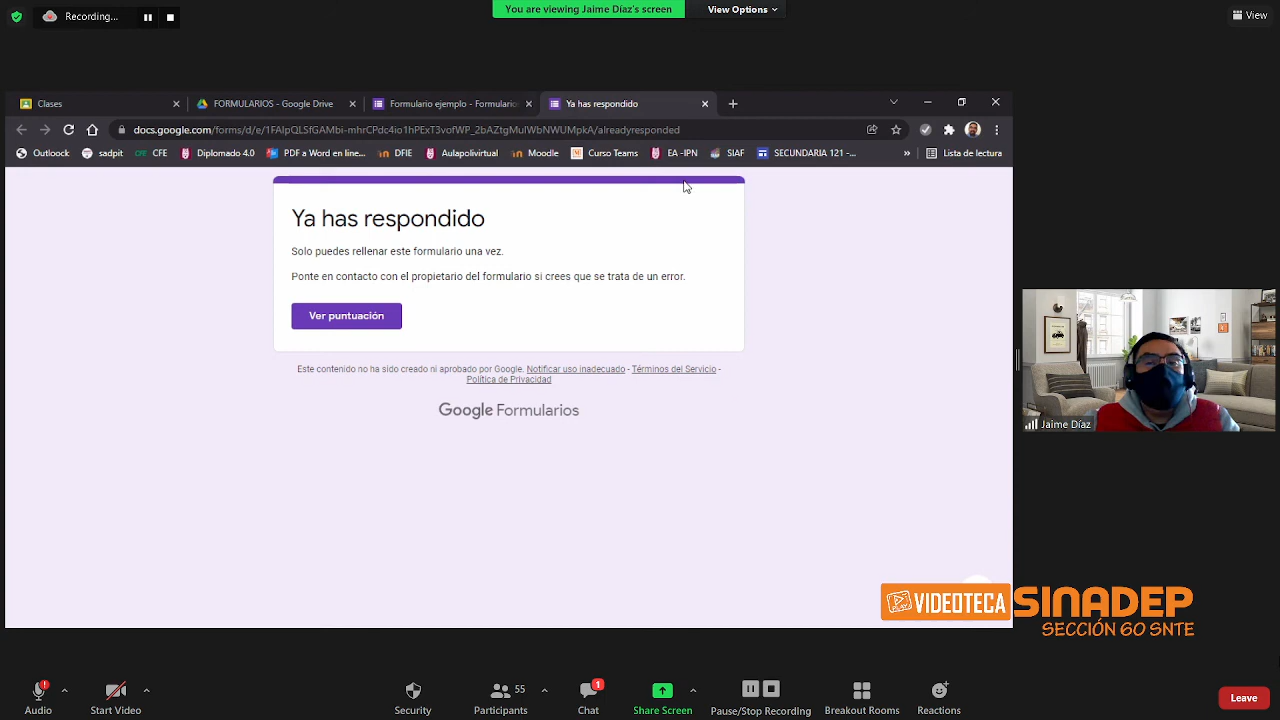 Recording...
You are viewing Jaime Díaz's screen
View Options
View
Clases
FORMULARIOS - Google Drive
Formulario ejemplo - Formularios
Ya has respondido
docs.google.com/forms/d/e/1FAIpQLSfGAMbi-mhrCPdc4io1hPExT3vofWP_2bAZtgMulWbNWUMpkA/alreadyresponded
Outloock
sadpit
CFE
CFE
Diplomado 4.0
PDF a Word en line...
DFIE
Aulapolivirtual
Moodle
Curso Teams
EA -IPN
SIAF
SECUNDARIA 121 -...
»
Lista de lectura
Ya has respondido
Solo puedes rellenar este formulario una vez.
Ponte en contacto con el propietario del formulario si crees que se trata de un error.
Ver puntuación
Este contenido no ha sido creado ni aprobado por Google. Notificar uso inadecuado - Términos del Servicio -
Política de Privacidad
Google Formularios
Jaime Díaz
VIDEOTECA
SINADEP
SECCIÓN 60 SNTE
Audio
Start Video
Security
Participants
55
Chat
1
Share Screen
Pause/Stop Recording
Breakout Rooms
Reactions
Leave